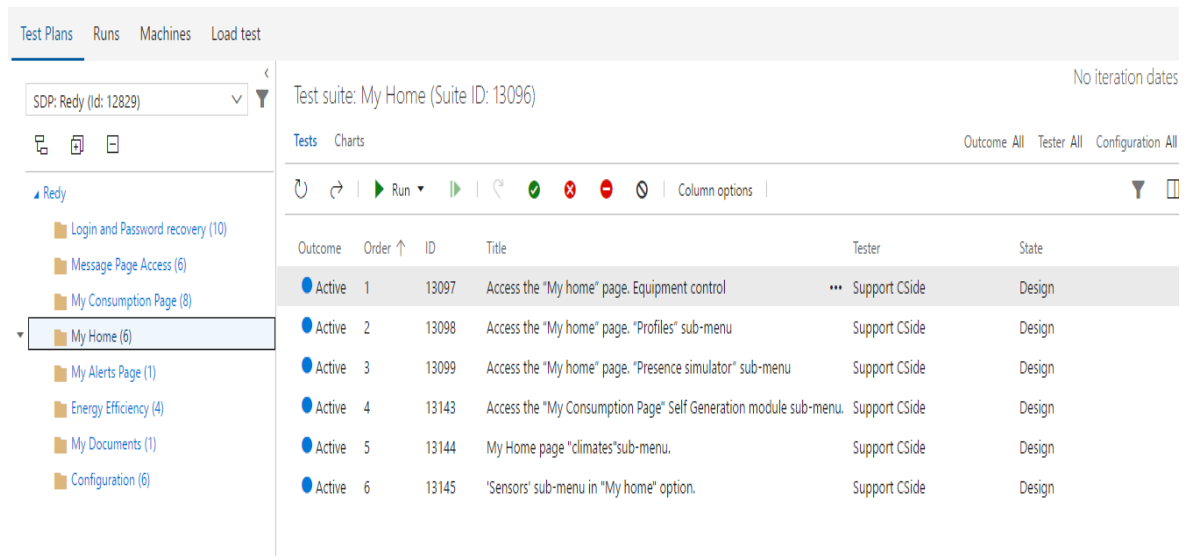 Test Plans Runs Machines Load test
SDP: Redy (Id: 12829)
Redy
Login and Password recovery (10)
Message Page Access (6)
My Consumption Page (8)
My Home (6)
My Alerts Page (1)
Energy Efficiency (4)
My Documents (1)
Configuration (6)
No iteration dates
Test suite: My Home (Suite ID: 13096)
Tests Charts
Outcome All Tester All Configuration All
Run Column options
Outcome Order ID Title Tester State
Active 1 13097 Access the "My home" page. Equipment control ••• Support CSide Design
Active 2 13098 Access the "My home" page. "Profiles" sub-menu Support CSide Design
Active 3 13099 Access the "My home" page. "Presence simulator" sub-menu Support CSide Design
Active 4 13143 Access the "My Consumption Page" Self Generation module sub-menu. Support CSide Design
Active 5 13144 My Home page "climates"sub-menu. Support CSide Design
Active 6 13145 'Sensors' sub-menu in "My home" option. Support CSide Design